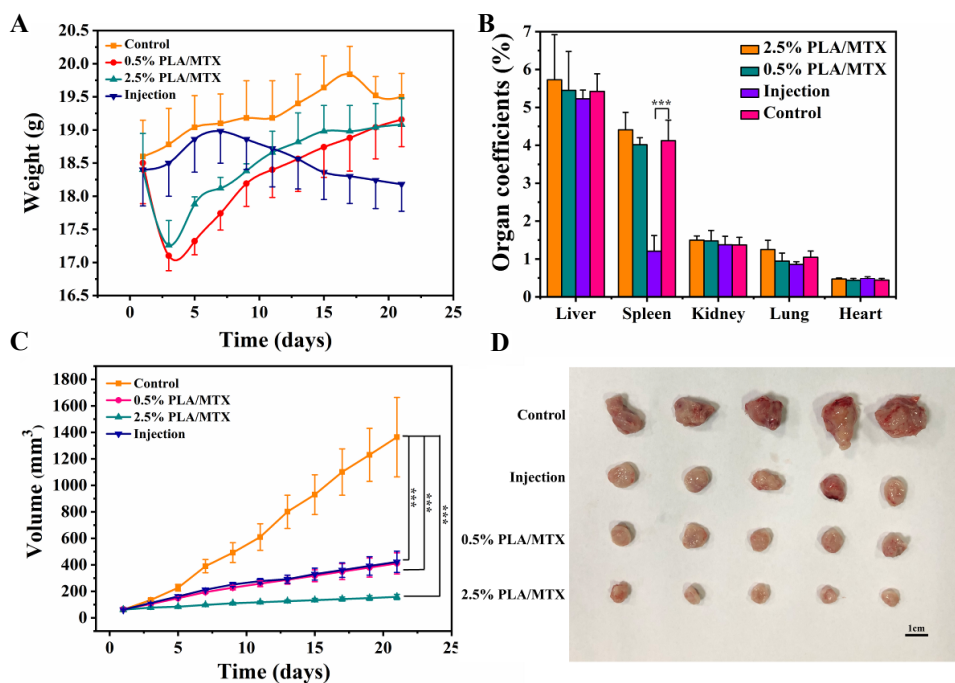 A
20.5
20.0
19.5
19.0
18.5
18.0
17.5
17.0
16.5
Weight (g)
Control
0.5% PLA/MTX
2.5% PLA/MTX
Injection
0 5 10 15 20 25
Time (days)
B
7
6
5
4
3
2
1
0
Organ coefficients (%)
2.5% PLA/MTX
0.5% PLA/MTX
Injection
Control
***
Liver Spleen Kidney Lung Heart
C
1800
1600
1400
1200
1000
800
600
400
200
0
Volume (mm³)
Control
0.5% PLA/MTX
2.5% PLA/MTX
Injection
***
***
***
0 5 10 15 20 25
Time (days)
D
Control
Injection
0.5% PLA/MTX
2.5% PLA/MTX
1cm